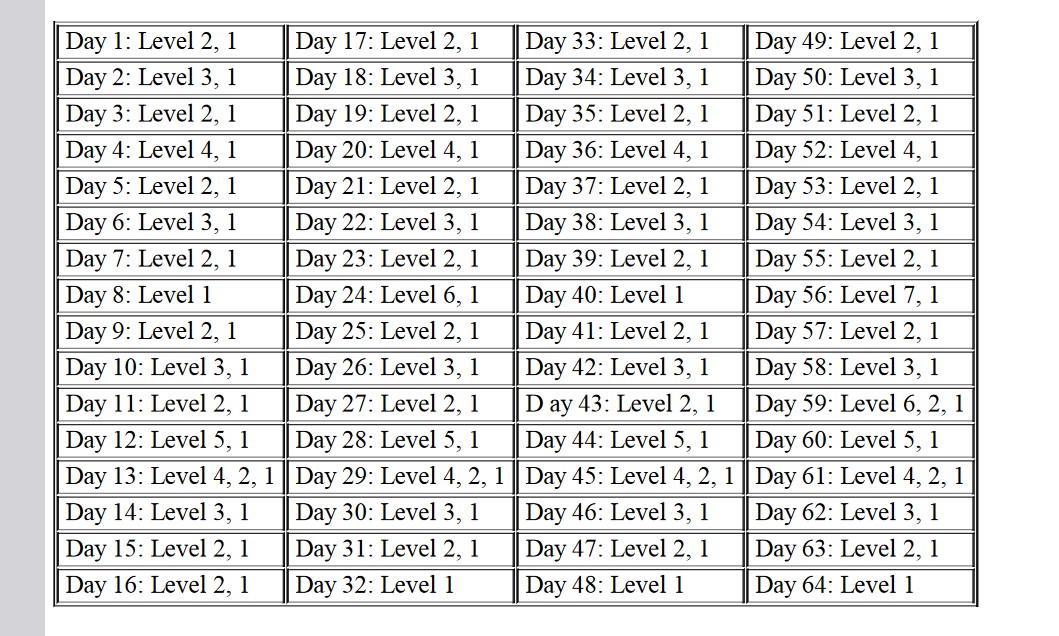 Day 1: Level 2, 1 Day 17: Level 2, 1 Day 33: Level 2, 1 Day 49: Level 2, 1
Day 2: Level 3, 1 Day 18: Level 3, 1 Day 34: Level 3, 1 Day 50: Level 3, 1
Day 3: Level 2, 1 Day 19: Level 2, 1 Day 35: Level 2, 1 Day 51: Level 2, 1
Day 4: Level 4, 1 Day 20: Level 4, 1 Day 36: Level 4, 1 Day 52: Level 4, 1
Day 5: Level 2, 1 Day 21: Level 2, 1 Day 37: Level 2, 1 Day 53: Level 2, 1
Day 6: Level 3, 1 Day 22: Level 3, 1 Day 38: Level 3, 1 Day 54: Level 3, 1
Day 7: Level 2, 1 Day 23: Level 2, 1 Day 39: Level 2, 1 Day 55: Level 2, 1
Day 8: Level 1 Day 24: Level 6, 1 Day 40: Level 1 Day 56: Level 7, 1
Day 9: Level 2, 1 Day 25: Level 2, 1 Day 41: Level 2, 1 Day 57: Level 2, 1
Day 10: Level 3, 1 Day 26: Level 3, 1 Day 42: Level 3, 1 Day 58: Level 3, 1
Day 11: Level 2, 1 Day 27: Level 2, 1 D ay 43: Level 2, 1 Day 59: Level 6, 2, 1
Day 12: Level 5, 1 Day 28: Level 5, 1 Day 44: Level 5, 1 Day 60: Level 5, 1
Day 13: Level 4, 2, 1 Day 29: Level 4, 2, 1 Day 45: Level 4, 2, 1 Day 61: Level 4, 2, 1
Day 14: Level 3, 1 Day 30: Level 3, 1 Day 46: Level 3, 1 Day 62: Level 3, 1
Day 15: Level 2, 1 Day 31: Level 2, 1 Day 47: Level 2, 1 Day 63: Level 2, 1
Day 16: Level 2, 1 Day 32: Level 1 Day 48: Level 1 Day 64: Level 1